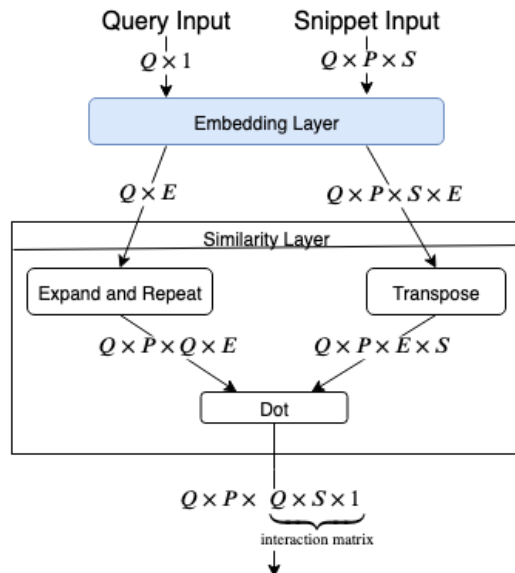 Query Input Snippet Input
Q × 1 Q × P × S
Embedding Layer
Q × E Q × P × S × E
Similarity Layer
Expand and Repeat Transpose
Q × P × Q × E Q × P × E × S
Dot
Q × P × Q × S × 1
interaction matrix